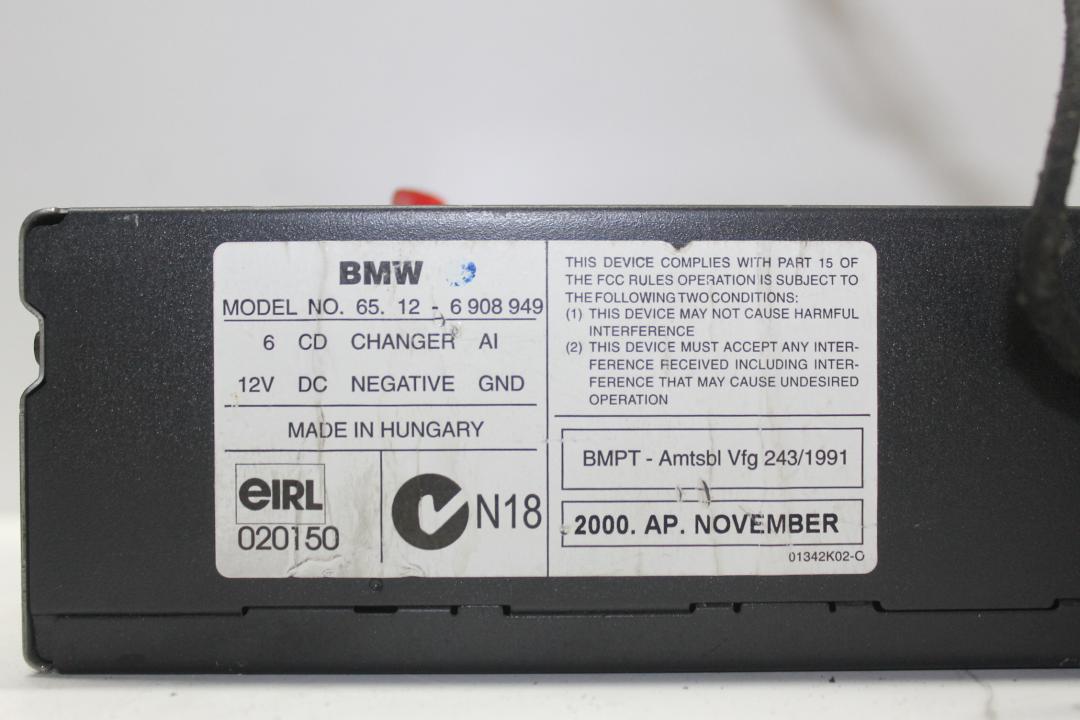 BMW
MODEL NO. 65. 12 - 6 908 949
6 CD CHANGER AI
12V DC NEGATIVE GND
MADE IN HUNGARY
eIRL
020150
N18
THIS DEVICE COMPLIES WITH PART 15 OF
THE FCC RULES OPERATION IS SUBJECT TO
THE FOLLOWING TWO CONDITIONS:
(1) THIS DEVICE MAY NOT CAUSE HARMFUL
INTERFERENCE
(2) THIS DEVICE MUST ACCEPT ANY INTER-
FERENCE RECEIVED INCLUDING INTER-
FERENCE THAT MAY CAUSE UNDESIRED
OPERATION
BMPT - Amtsbl Vfg 243/1991
2000. AP. NOVEMBER
01342K02-O